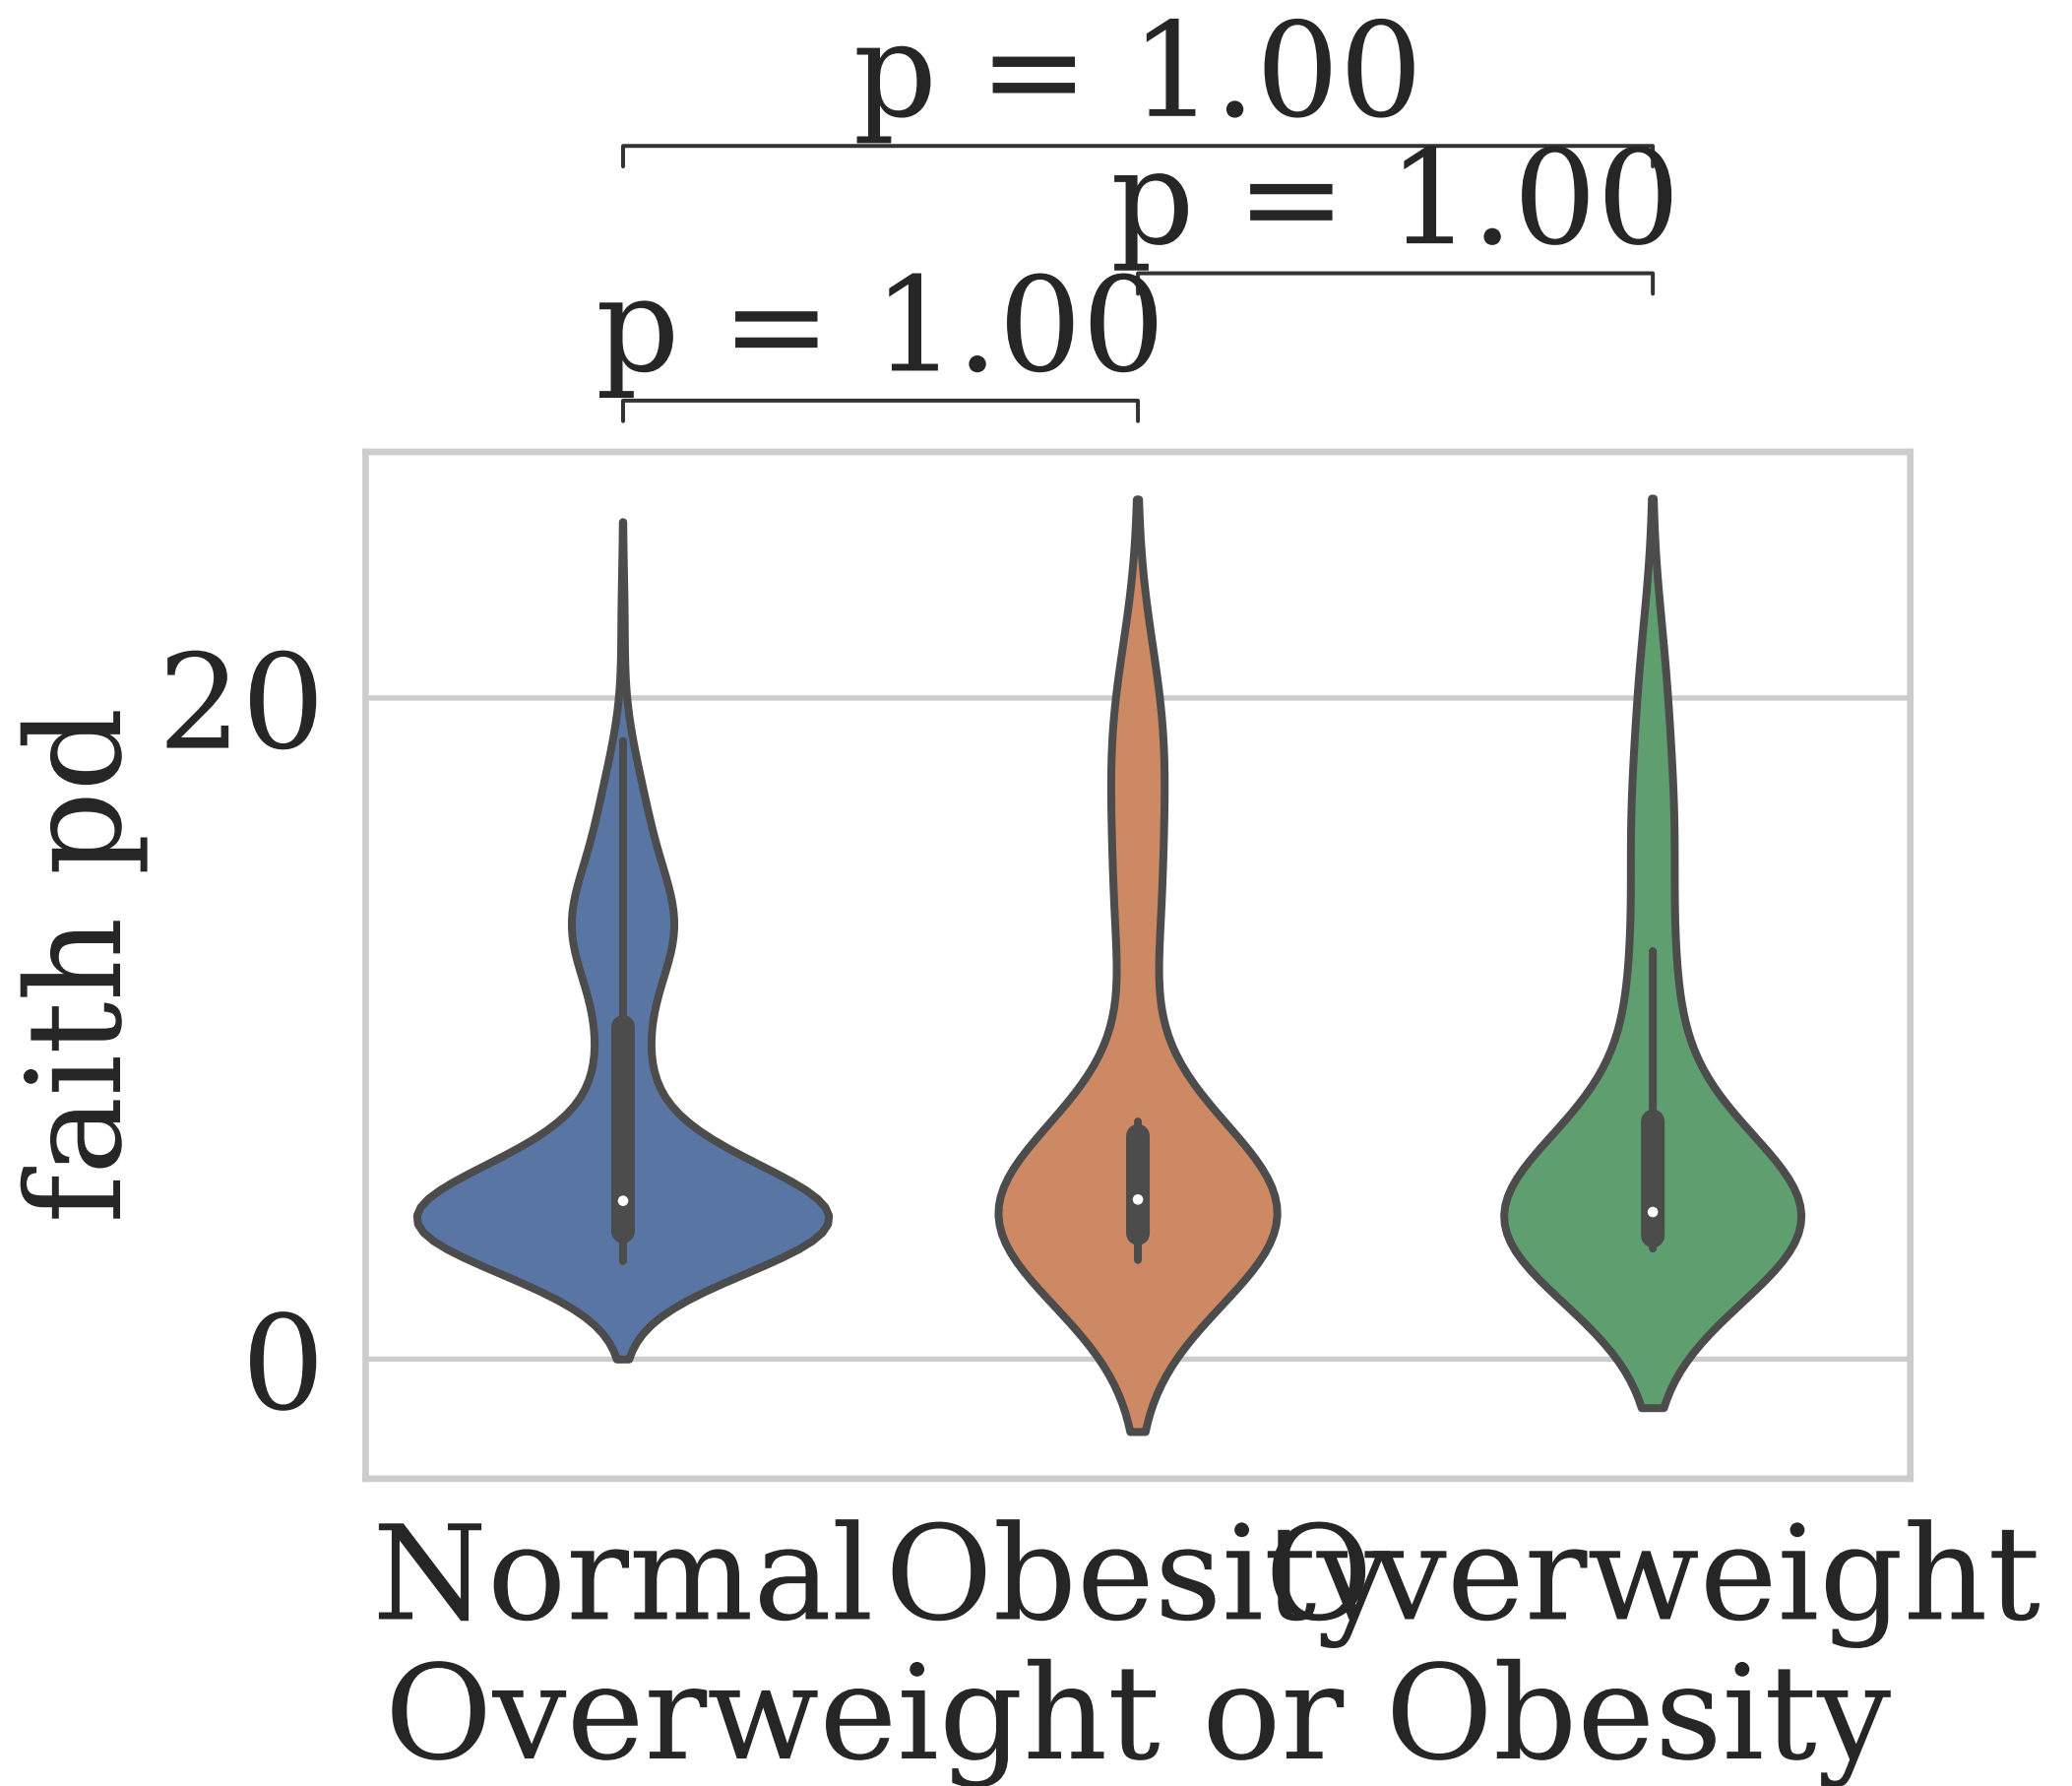 p = 1.00
p = 1.00
p = 1.00
faith pd
20
0
Normal Obesity Overweight
Overweight or Obesity